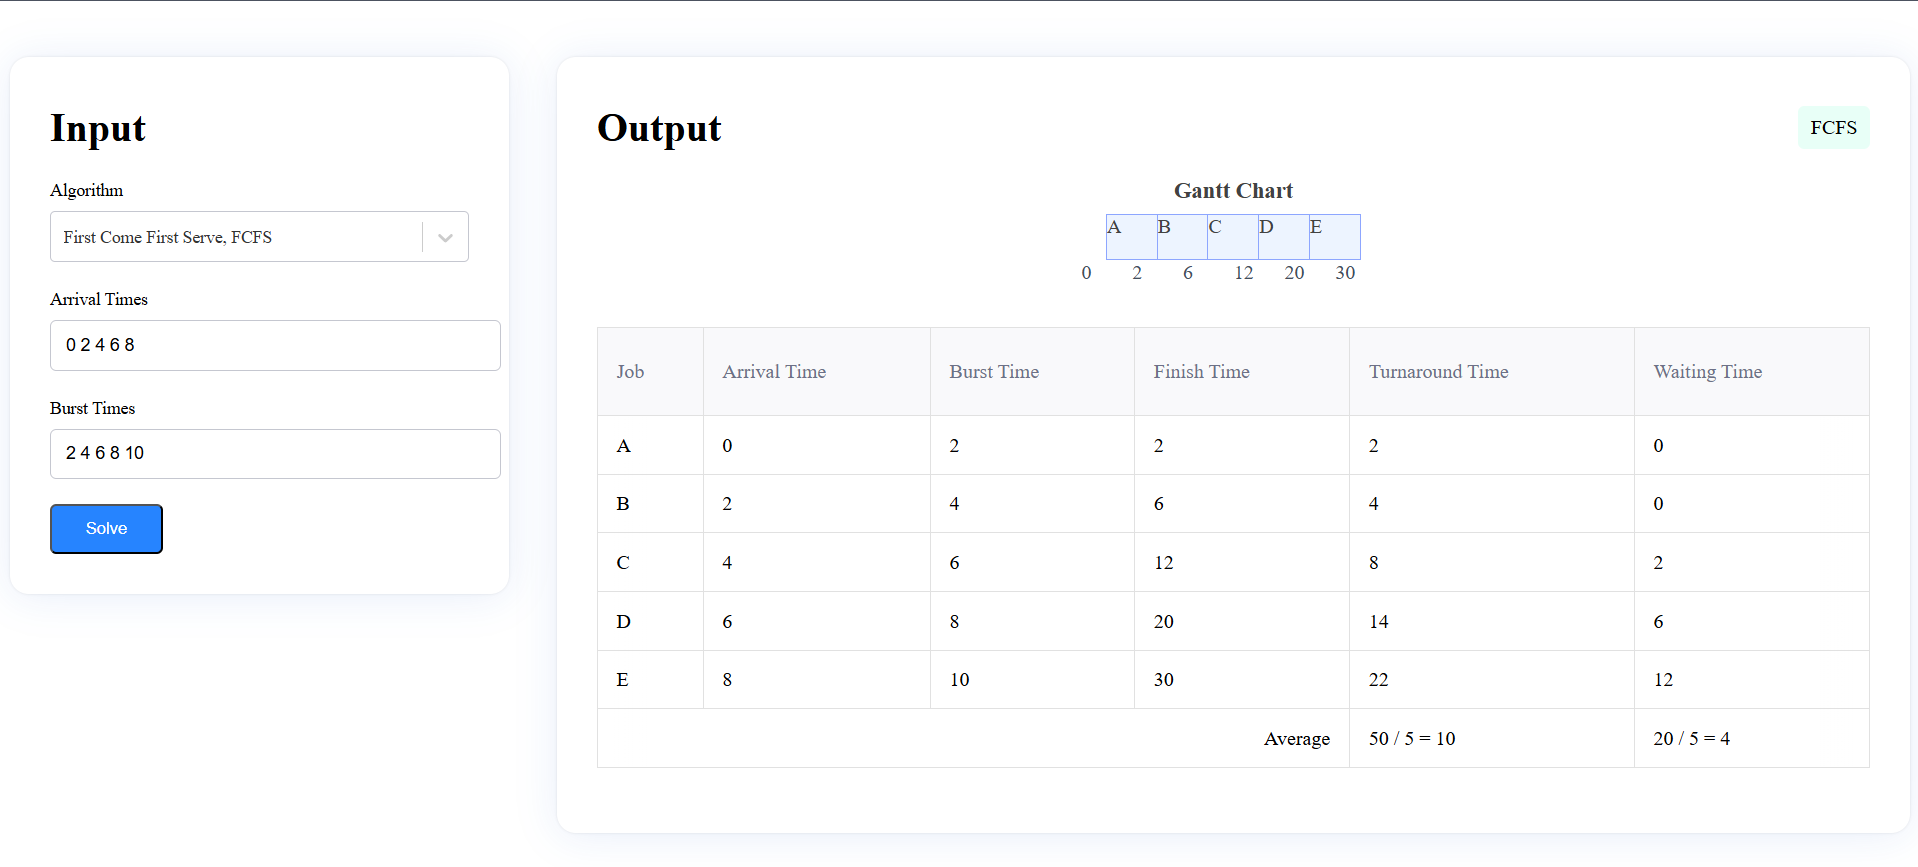 Input
Algorithm
First Come First Serve, FCFS
Arrival Times
0 2 4 6 8
Burst Times
2 4 6 8 10
Solve
Output
FCFS
Gantt Chart
A B C D E
0 2 6 12 20 30
Job Arrival Time Burst Time Finish Time Turnaround Time Waiting Time
A 0 2 2 2 0
B 2 4 6 4 0
C 4 6 12 8 2
D 6 8 20 14 6
E 8 10 30 22 12
Average 50 / 5 = 10 20 / 5 = 4